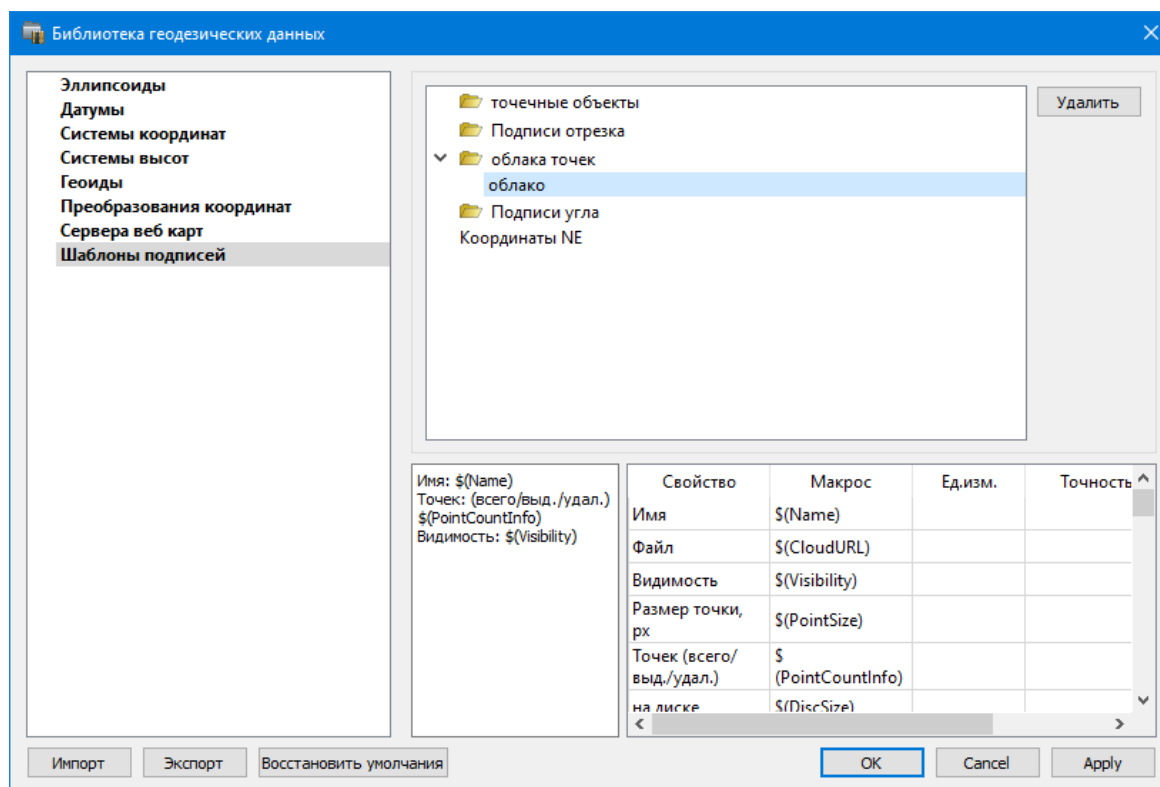 Библиотека геодезических данных
Эллипсоиды
Датумы
Системы координат
Системы высот
Геоиды
Преобразования координат
Сервера веб карт
Шаблоны подписей
точечные объекты
Подписи отрезка
облака точек
облако
Подписи угла
Координаты NE
Удалить
Имя: $(Name)
Точек: (всего/выд./удал.)
$(PointCountInfo)
Видимость: $(Visibility)
Свойство Макрос Ед.изм. Точность
Имя $(Name)
Файл $(CloudURL)
Видимость $(Visibility)
Размер точки,
px $(PointSize)
Точек (всего/ $
выд./удал.) (PointCountInfo)
на диске $(DiscSize)
Импорт Экспорт Восстановить умолчания OK Cancel Apply